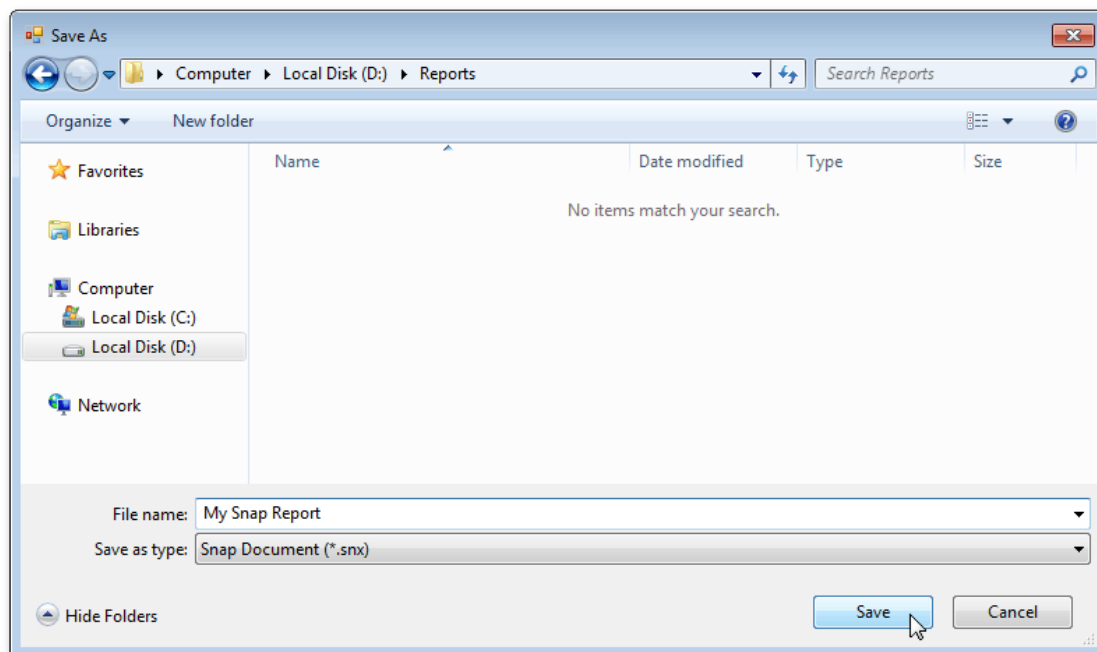 Save As
Computer Local Disk (D:) Reports
Search Reports
Organize New folder
Name Date modified Type Size
Favorites
No items match your search.
Libraries
Computer
Local Disk (C:)
Local Disk (D:)
Network
File name: My Snap Report
Save as type: Snap Document (*.snx)
Hide Folders Save Cancel